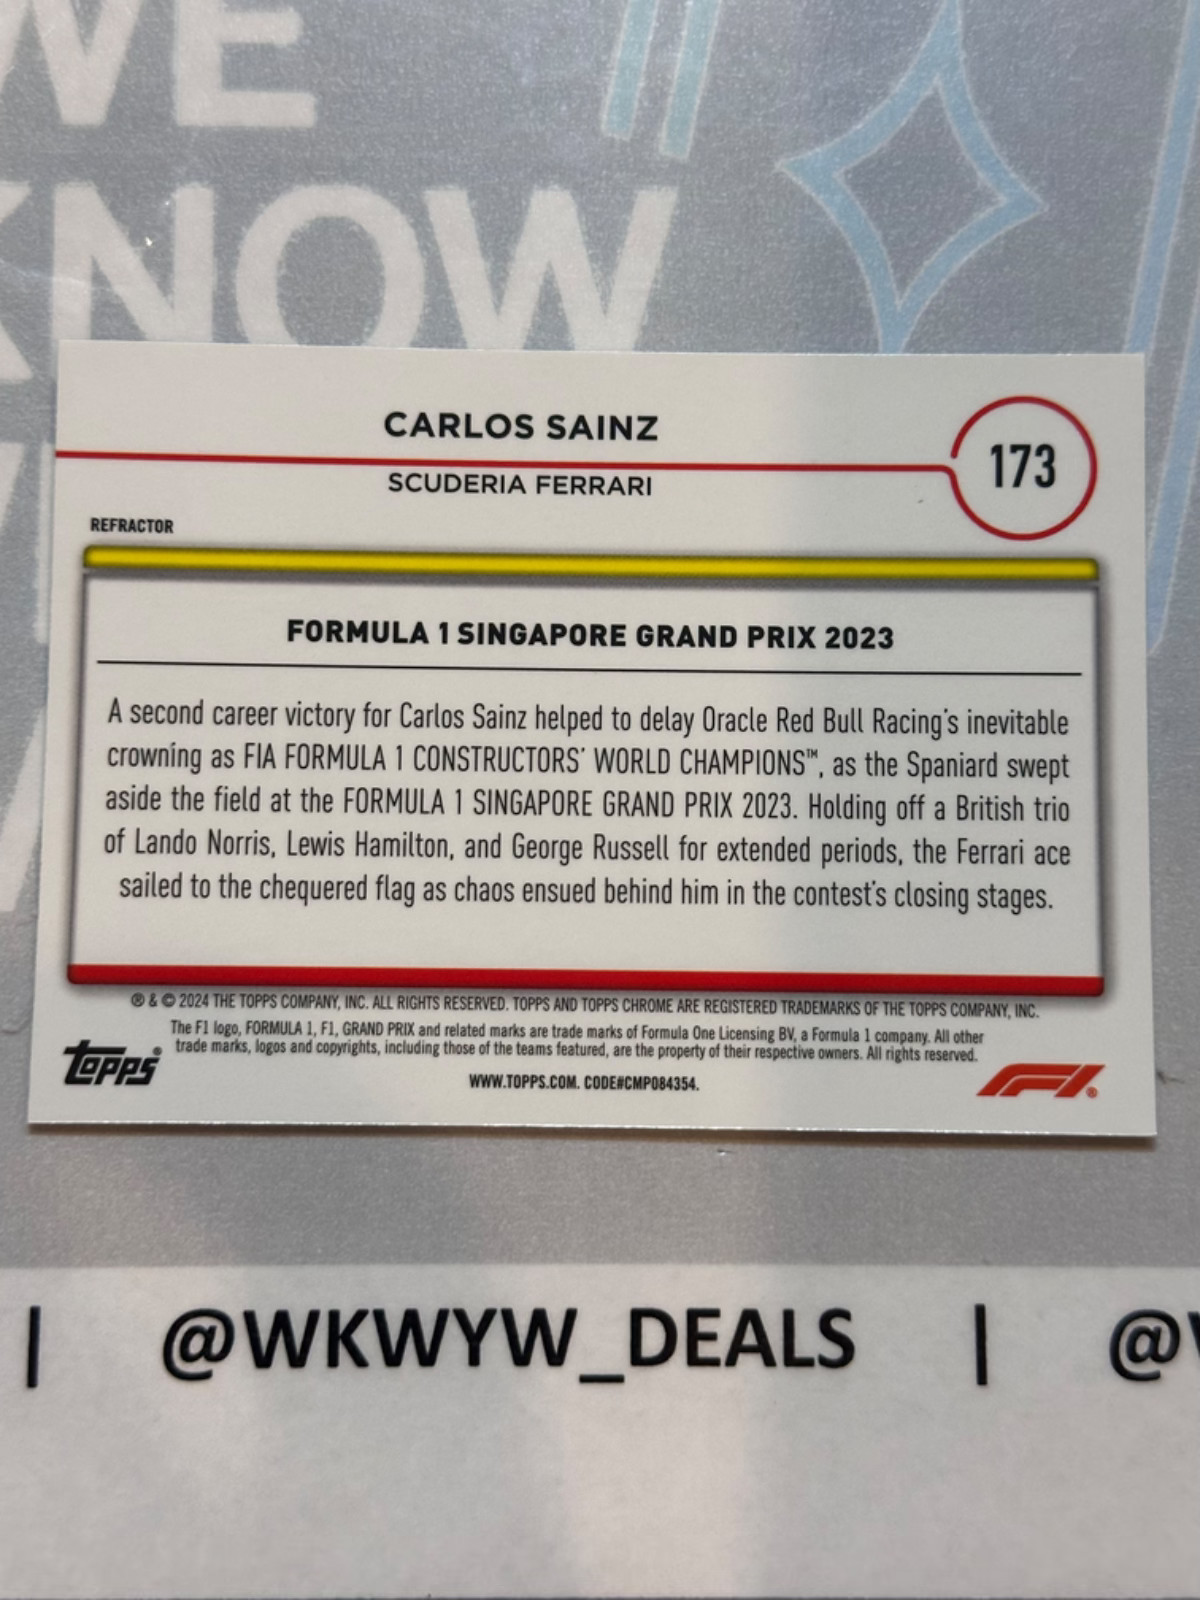 WE
KNOW
CARLOS SAINZ
173
SCUDERIA FERRARI
REFRACTOR
FORMULA 1 SINGAPORE GRAND PRIX 2023
A second career victory for Carlos Sainz helped to delay Oracle Red Bull Racing's inevitable
crowning as FIA FORMULA 1 CONSTRUCTORS' WORLD CHAMPIONS™, as the Spaniard swept
aside the field at the FORMULA 1 SINGAPORE GRAND PRIX 2023. Holding off a British trio
of Lando Norris, Lewis Hamilton, and George Russell for extended periods, the Ferrari ace
sailed to the chequered flag as chaos ensued behind him in the contest's closing stages.
® & © 2024 THE TOPPS COMPANY, INC. ALL RIGHTS RESERVED. TOPPS AND TOPPS CHROME ARE REGISTERED TRADEMARKS OF THE TOPPS COMPANY, INC.
The F1 logo, FORMULA 1, F1, GRAND PRIX and related marks are trade marks of Formula One Licensing BV, a Formula 1 company. All other
trade marks, logos and copyrights, including those of the teams featured, are the property of their respective owners. All rights reserved.
topps®
WWW.TOPPS.COM. CODE#CMP084354.
F1®
| @WKWYW_DEALS | @